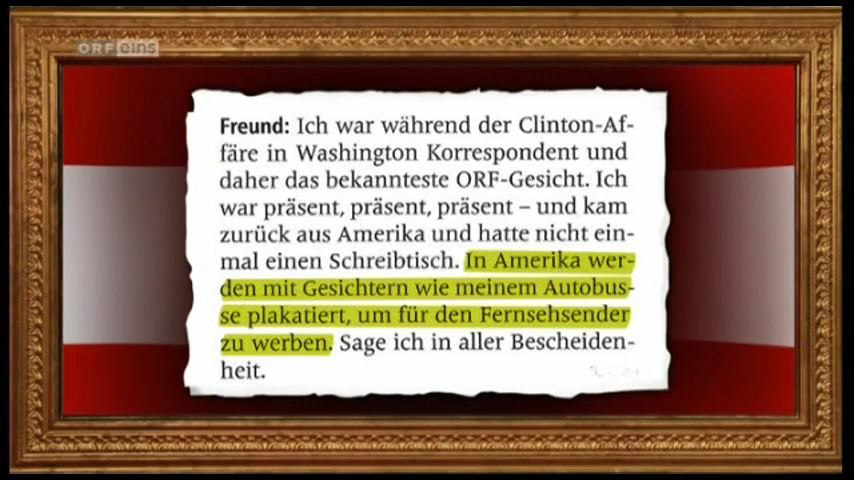 ORF eins
Freund: Ich war während der Clinton-Af-
färe in Washington Korrespondent und
daher das bekannteste ORF-Gesicht. Ich
war präsent, präsent, präsent – und kam
zurück aus Amerika und hatte nicht ein-
mal einen Schreibtisch. In Amerika wer-
den mit Gesichtern wie meinem Autobus-
se plakatiert, um für den Fernsehsender
zu werben. Sage ich in aller Bescheiden-
heit.